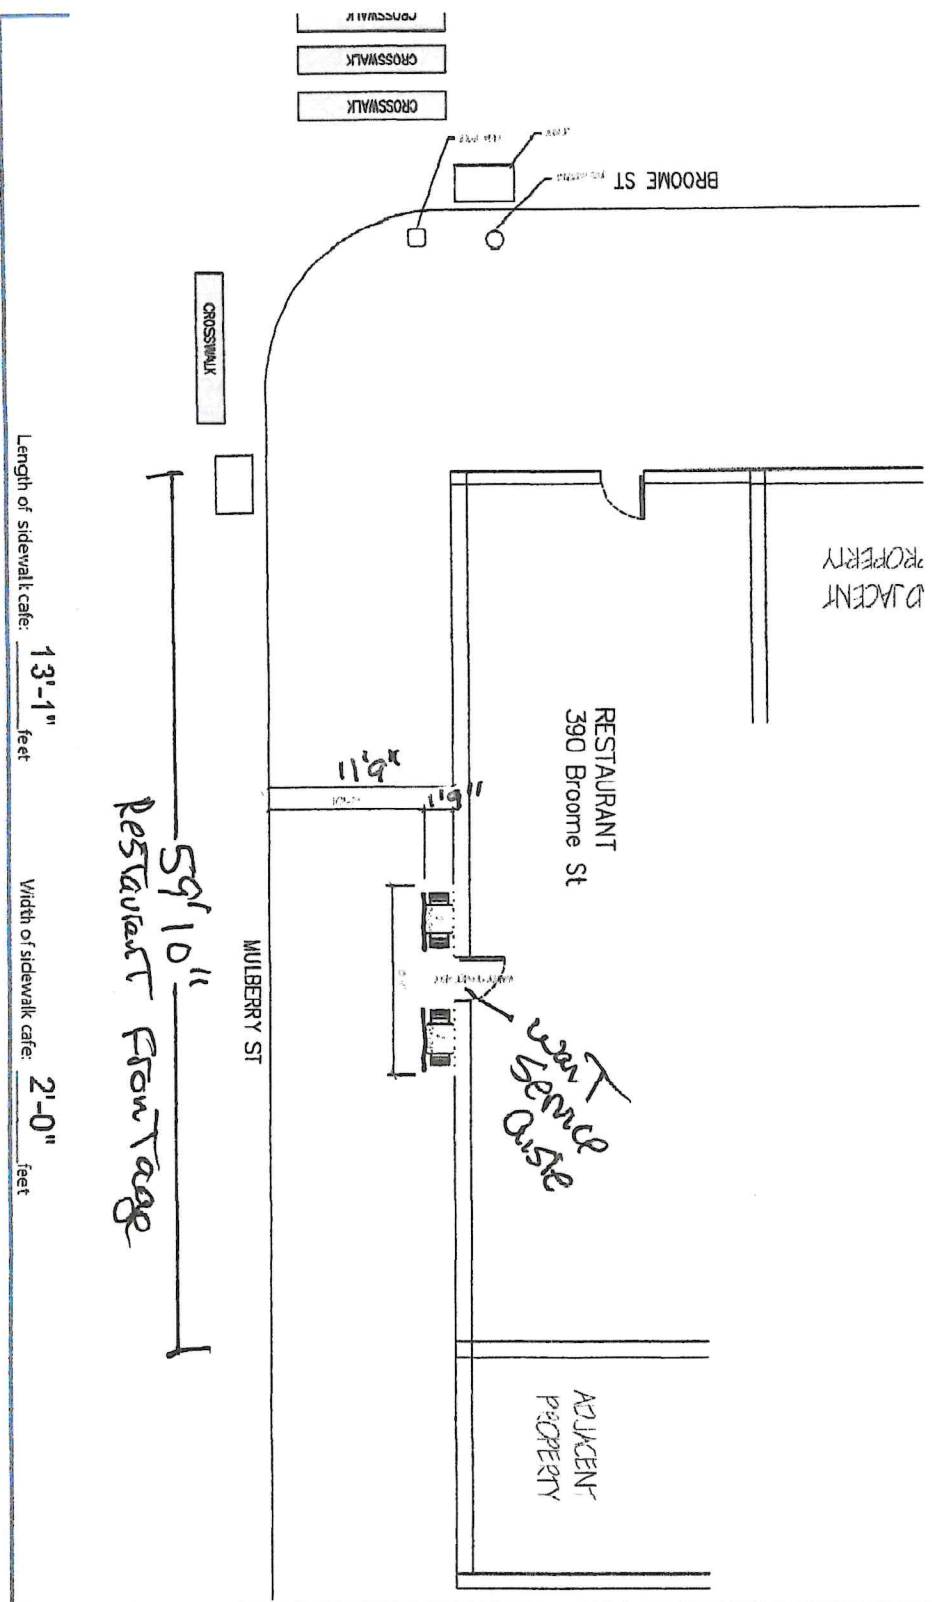 CROSSWALK
CROSSWALK
CROSSWALK
BROOME ST
CROSSWALK
ADJACENT
PROPERTY
RESTAURANT
390 Broome St
11'9"
1'9"
MULBERRY ST
WAIT
Service
aisle
59' 10"
Restaurant Frontage
ADJACENT
PROPERTY
Length of sidewalk cafe: 13'-1" feet
Width of sidewalk cafe: 2'-0" feet